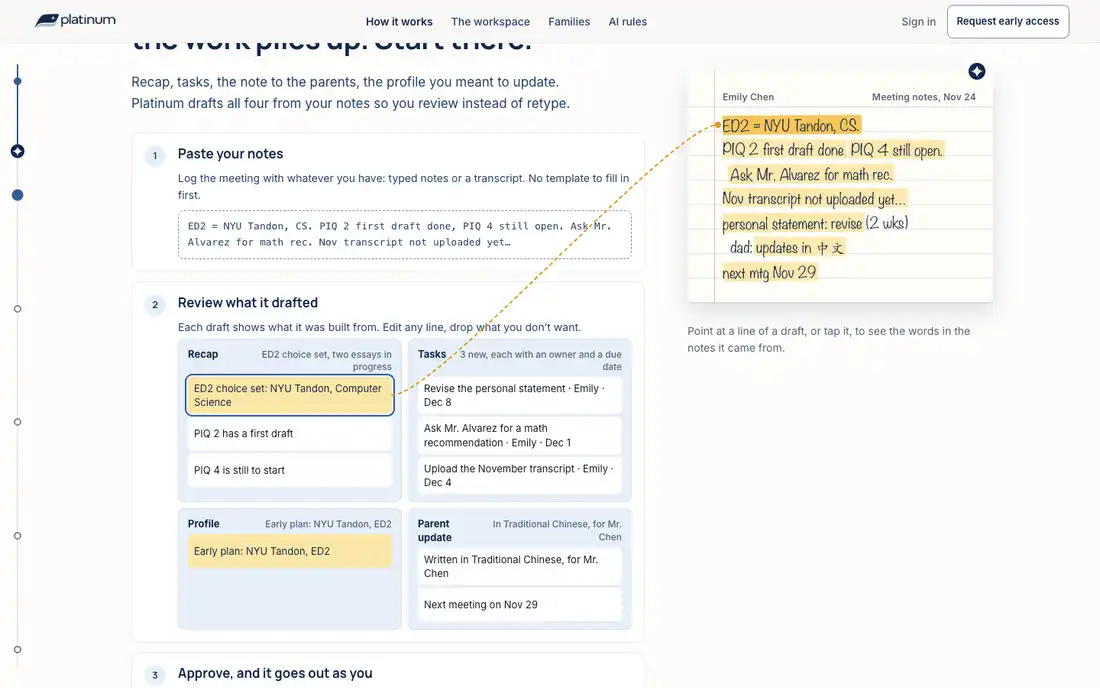 platinum
How it works
The workspace
Families
AI rules
Sign in
Request early access
the work piles up. Start there.
Recap, tasks, the note to the parents, the profile you meant to update.
Platinum drafts all four from your notes so you review instead of retype.
1
Paste your notes
Log the meeting with whatever you have: typed notes or a transcript. No template to fill in
first.
ED2 = NYU Tandon, CS. PIQ 2 first draft done, PIQ 4 still open. Ask Mr.
Alvarez for math rec. Nov transcript not uploaded yet…
2
Review what it drafted
Each draft shows what it was built from. Edit any line, drop what you don't want.
Recap
ED2 choice set, two essays in
progress
ED2 choice set: NYU Tandon, Computer
Science
PIQ 2 has a first draft
PIQ 4 is still to start
Tasks
3 new, each with an owner and a due
date
Revise the personal statement · Emily ·
Dec 8
Ask Mr. Alvarez for a math
recommendation · Emily · Dec 1
Upload the November transcript · Emily ·
Dec 4
Profile
Early plan: NYU Tandon, ED2
Early plan: NYU Tandon, ED2
Parent
update
In Traditional Chinese, for Mr.
Chen
Written in Traditional Chinese, for Mr.
Chen
Next meeting on Nov 29
3
Approve, and it goes out as you
Emily Chen
Meeting notes, Nov 24
ED2 = NYU Tandon, CS.
PIQ 2 first draft done, PIQ 4 still open.
Ask Mr. Alvarez for math rec.
Nov transcript not uploaded yet…
personal statement: revise (2 wks)
dad: updates in 中文
next mtg Nov 29
Point at a line of a draft, or tap it, to see the words in the
notes it came from.